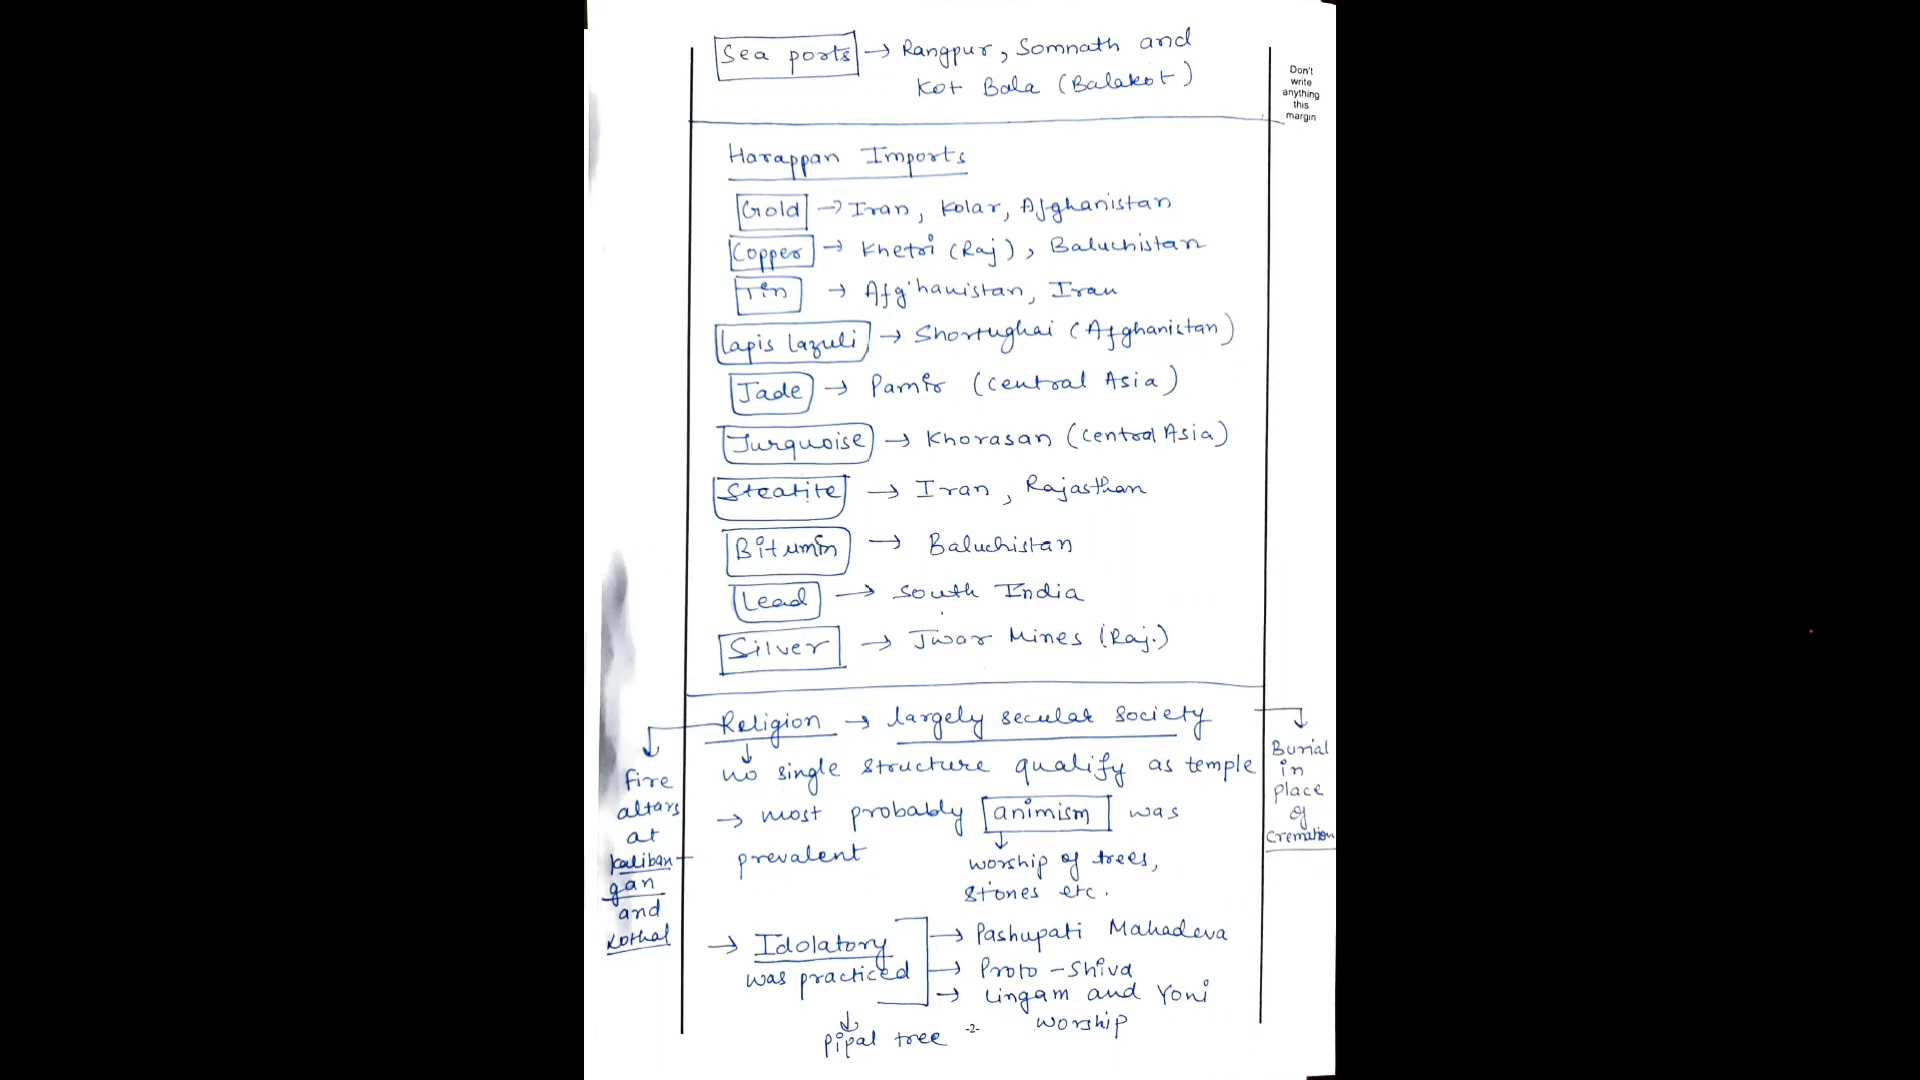 Sea ports → Rangpur, Somnath and
Kot Bala (Balakot)
Don't
write
anything
this
margin
Harappan Imports
Gold → Iran, Kolar, Afghanistan
Copper → Khetri (Raj), Baluchistan
Tin → Afghanistan, Iran
Lapis Lazuli → Shortughai (Afghanistan)
Jade → Pamir (Central Asia)
Turquoise → Khorasan (Central Asia)
Steatite → Iran, Rajasthan
Bitumin → Baluchistan
Lead → South India
Silver → Jwar Mines (Raj.)
Religion → largely secular society
no single structure qualify as temple
→ most probably animism was
prevalent
worship of trees,
stones etc.
fire
altars
at
Kaliban
gan
and
Lothal
Burial
in
place
of
cremation
→ Idolatory
was practiced
→ Pashupati Mahadeva
→ Proto-Shiva
→ Lingam and Yoni
worship
Pipal tree
-2-